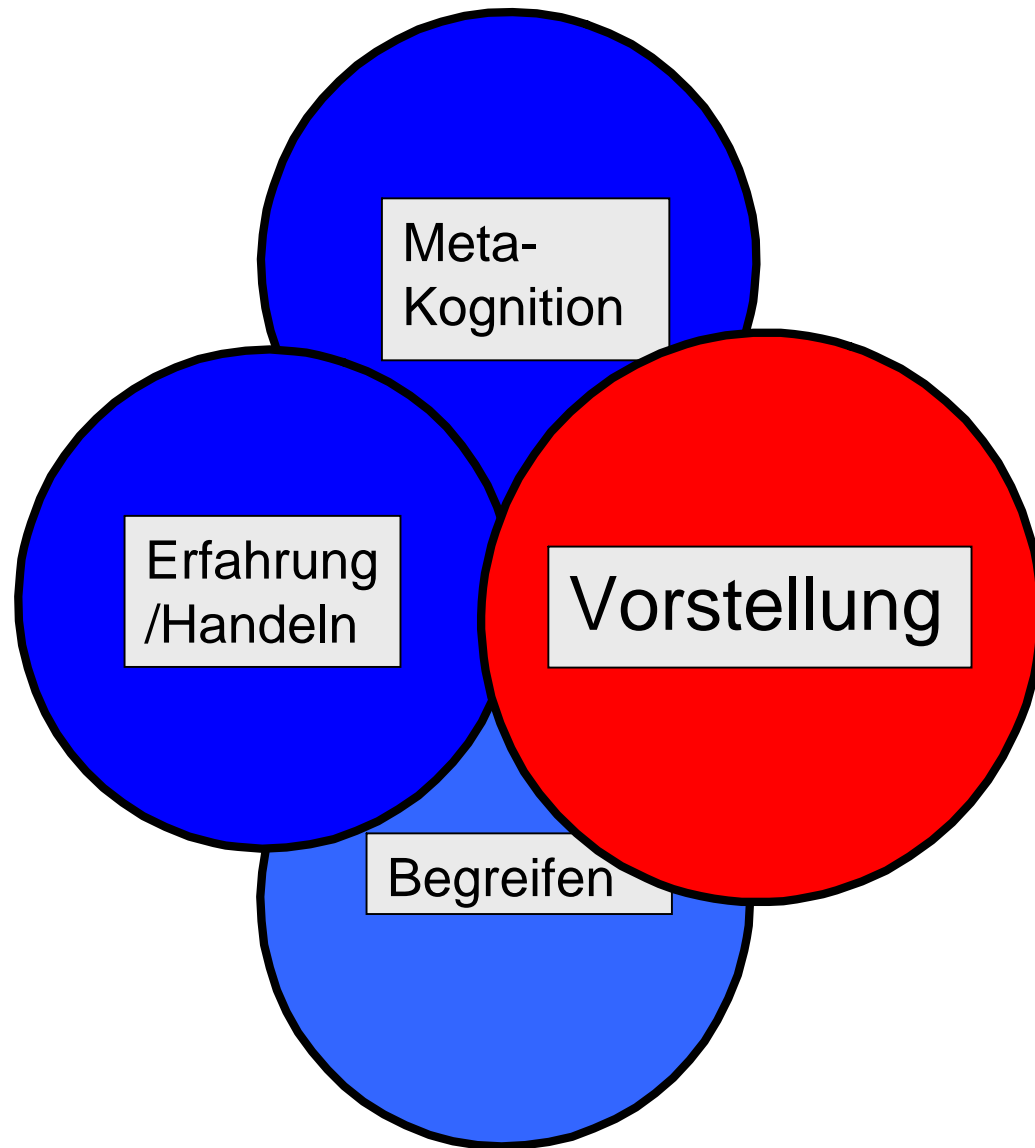 Meta-
Kognition
Erfahrung
/Handeln
Vorstellung
Begreifen